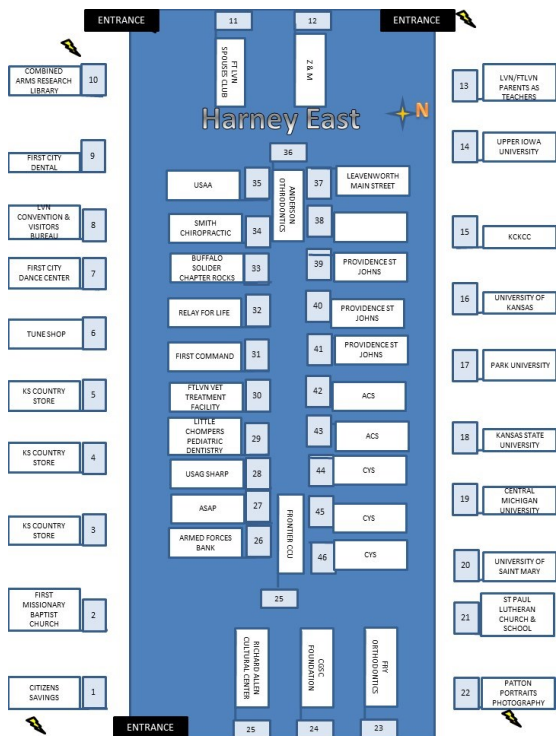 ENTRANCE
11
12
ENTRANCE
FT LVN
SPOUSES CLUB
Z & M
Harney East
N
COMBINED
ARMS RESEARCH
LIBRARY
10
FIRST CITY
DENTAL
9
LVN
CONVENTION &
VISITORS
BUREAU
8
FIRST CITY
DANCE CENTER
7
TUNE SHOP
6
KS COUNTRY
STORE
5
KS COUNTRY
STORE
4
KS COUNTRY
STORE
3
FIRST
MISSIONARY
BAPTIST
CHURCH
2
CITIZENS
SAVINGS
1
36
ANDERSON
OTHRODONTICS
USAA
35
SMITH
CHIROPRACTIC
34
BUFFALO
SOLIDER
CHAPTER ROCKS
33
RELAY FOR LIFE
32
FIRST COMMAND
31
FTLVN VET
TREATMENT
FACILITY
30
LITTLE
CHOMPERS
PEDIATRIC
DENTISTRY
29
USAG SHARP
28
ASAP
27
ARMED FORCES
BANK
26
37
LEAVENWORTH
MAIN STREET
38
39
PROVIDENCE ST
JOHNS
40
PROVIDENCE ST
JOHNS
41
PROVIDENCE ST
JOHNS
42
ACS
43
ACS
44
CYS
45
CYS
46
CYS
FRONTIER CCU
25
13
LVN/FTLVN
PARENTS AS
TEACHERS
14
UPPER IOWA
UNIVERSITY
15
KCKCC
16
UNIVERSITY OF
KANSAS
17
PARK UNIVERSITY
18
KANSAS STATE
UNIVERSITY
19
CENTRAL
MICHIGAN
UNIVERSITY
20
UNIVERSITY OF
SAINT MARY
21
ST PAUL
LUTHERAN
CHURCH &
SCHOOL
22
PATTON
PORTRAITS
PHOTOGRAPHY
RICHARD ALLEN
CULTURAL CENTER
CGSC
FOUNDATION
FRY
ORTHODONTICS
ENTRANCE
25
24
23